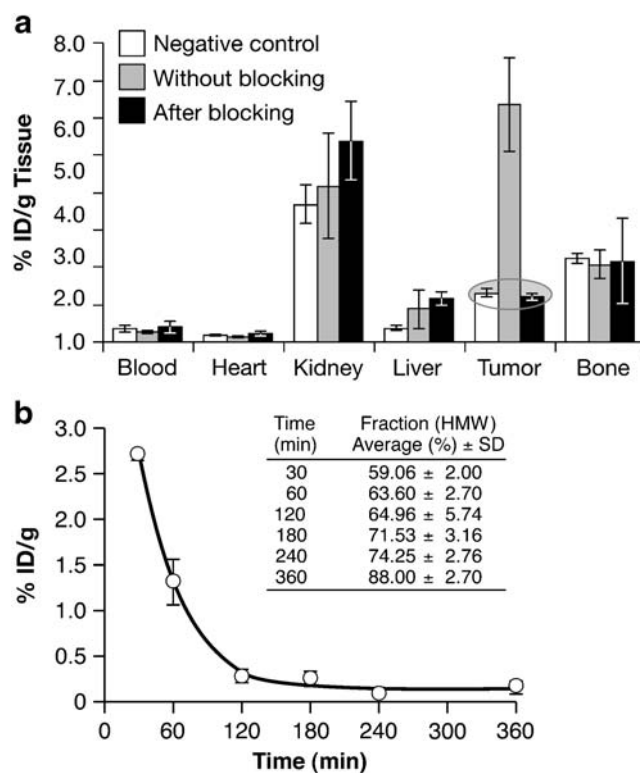 a
8.0
7.0
6.0
5.0
4.0
3.0
2.0
1.0
% ID/g Tissue
Negative control
Without blocking
After blocking
Blood Heart Kidney Liver Tumor Bone
b
3.0
2.5
2.0
1.5
1.0
0.5
0
% ID/g
Time Fraction (HMW)
(min) Average (%) ± SD
30 59.06 ± 2.00
60 63.60 ± 2.70
120 64.96 ± 5.74
180 71.53 ± 3.16
240 74.25 ± 2.76
360 88.00 ± 2.70
0 60 120 180 240 300 360
Time (min)